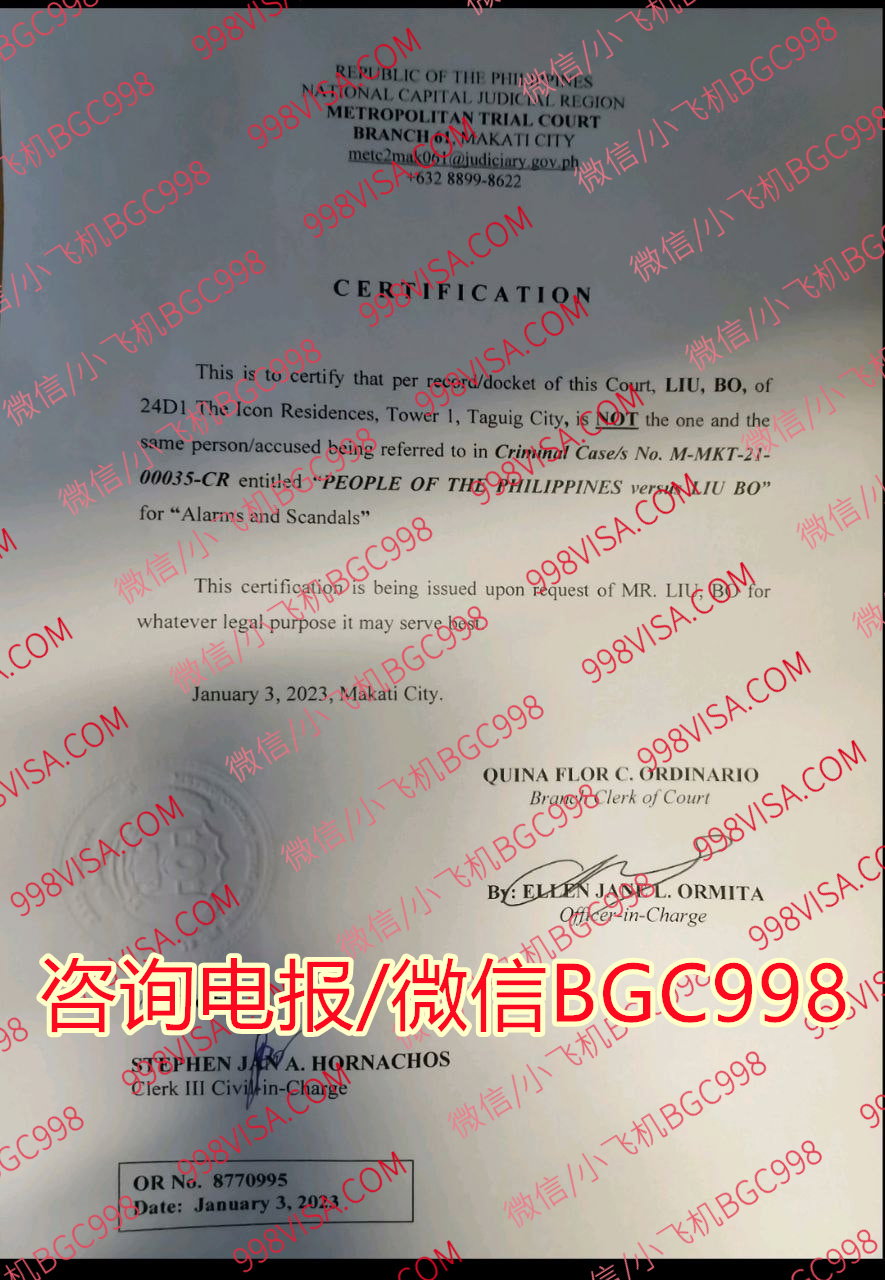 REPUBLIC OF THE PHILIPPINES
NATIONAL CAPITAL JUDICIAL REGION
METROPOLITAN TRIAL COURT
BRANCH 61, MAKATI CITY
metc2mak061@judiciary.gov.ph
+632 8899-8622
CERTIFICATION
This is to certify that per record/docket of this Court, LIU, BO, of
24D1 The Icon Residences, Tower 1, Taguig City, is NOT the one and the
same person/accused being referred to in Criminal Case/s No. M-MKT-21-
00035-CR entitled “PEOPLE OF THE PHILIPPINES versus LIU BO”
for “Alarms and Scandals”
This certification is being issued upon request of MR. LIU, BO for
whatever legal purpose it may serve best.
January 3, 2023, Makati City.
QUINA FLOR C. ORDINARIO
Branch Clerk of Court
By: ELLEN JANE L. ORMITA
Officer-in-Charge
咨询电报/微信BGC998
STEPHEN JAN A. HORNACHOS
Clerk III Civil-in-Charge
OR No. 8770995
Date: January 3, 2023
微信/小飞机BGC998
998VISA.COM